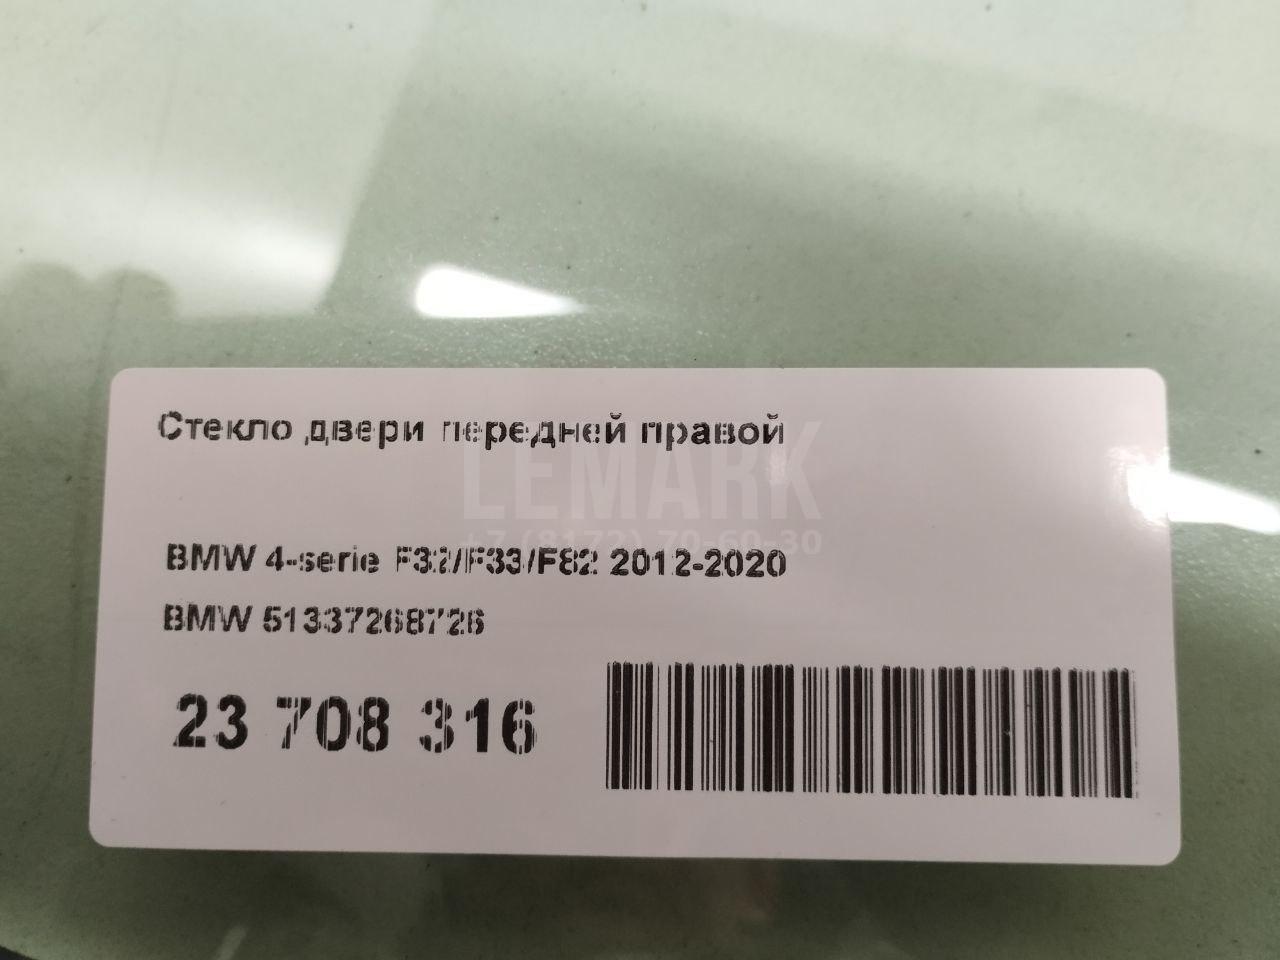 Стекло двери передней правой
LEMARK
+7 (8172) 70-60-30
BMW 4-serie F32/F33/F82 2012-2020
BMW 51337268726
23 708 316